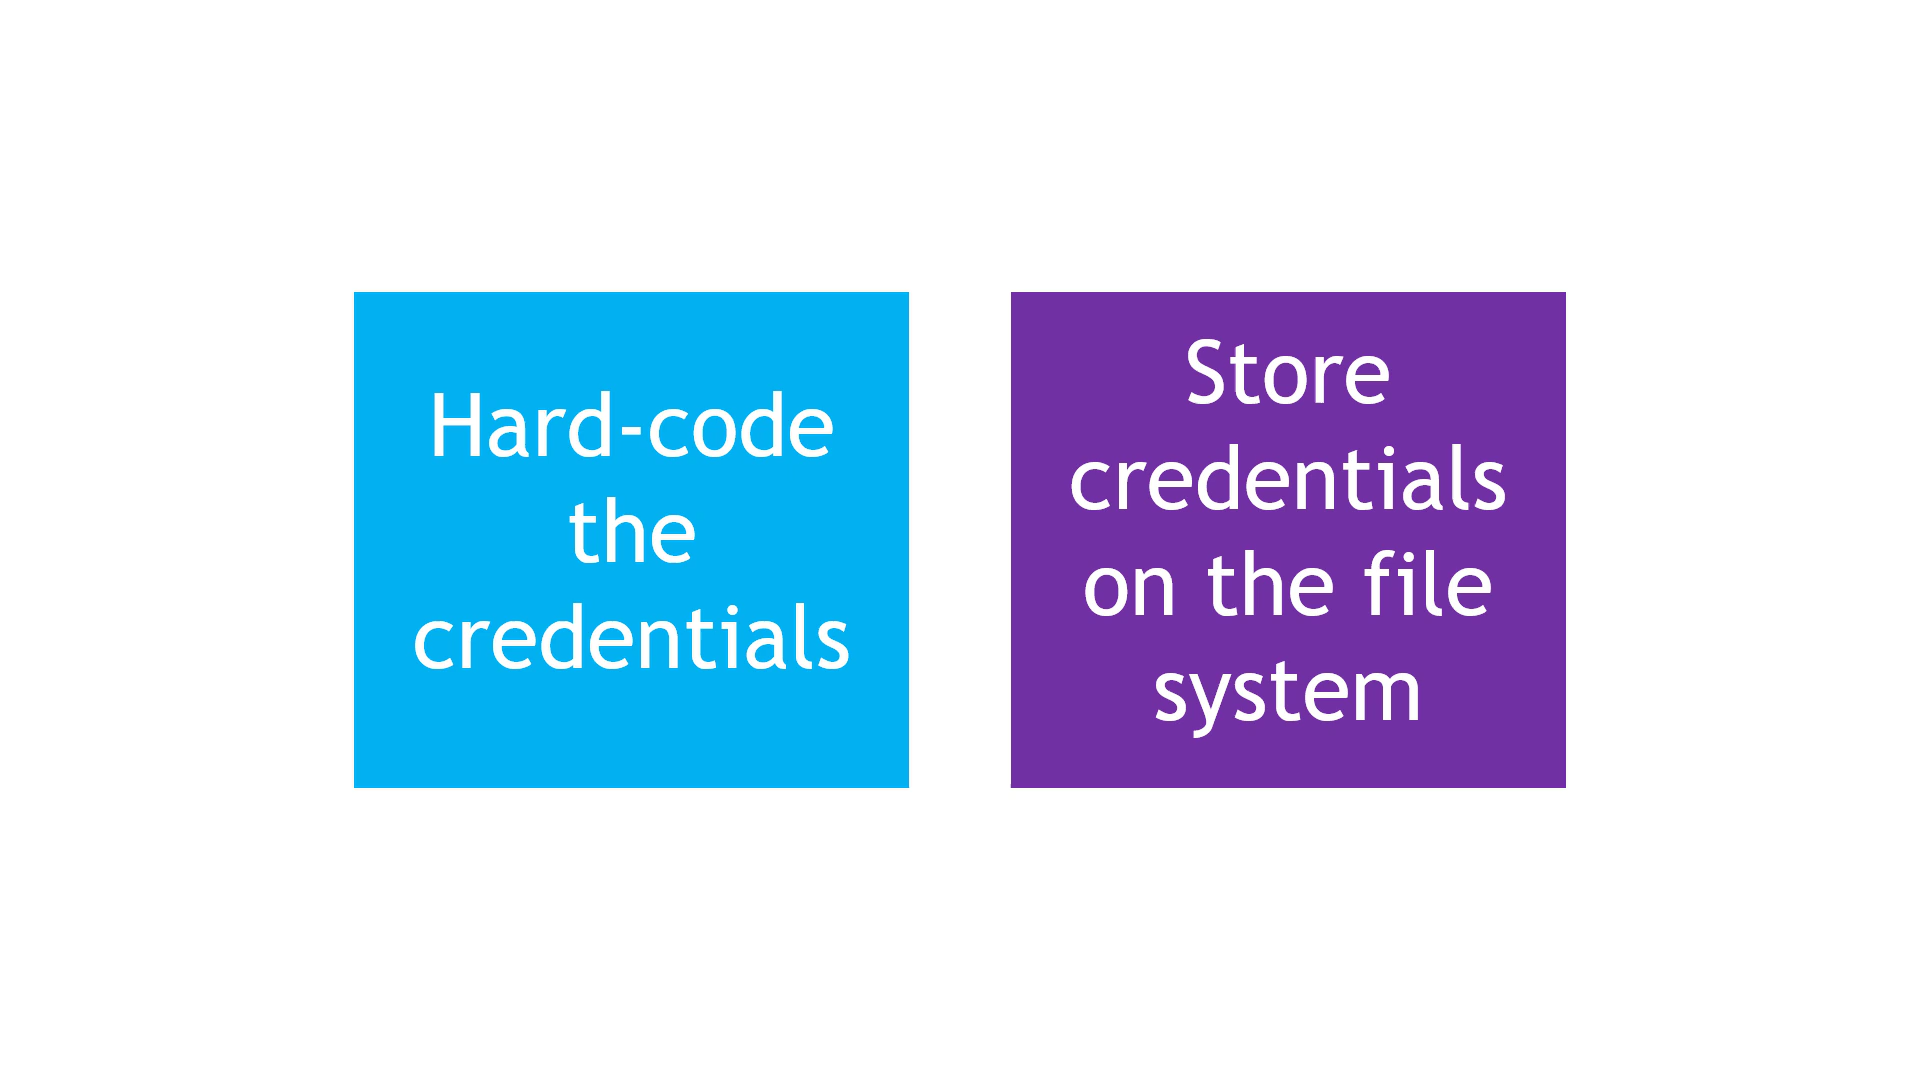 Hard-code
the
credentials
Store
credentials
on the file
system